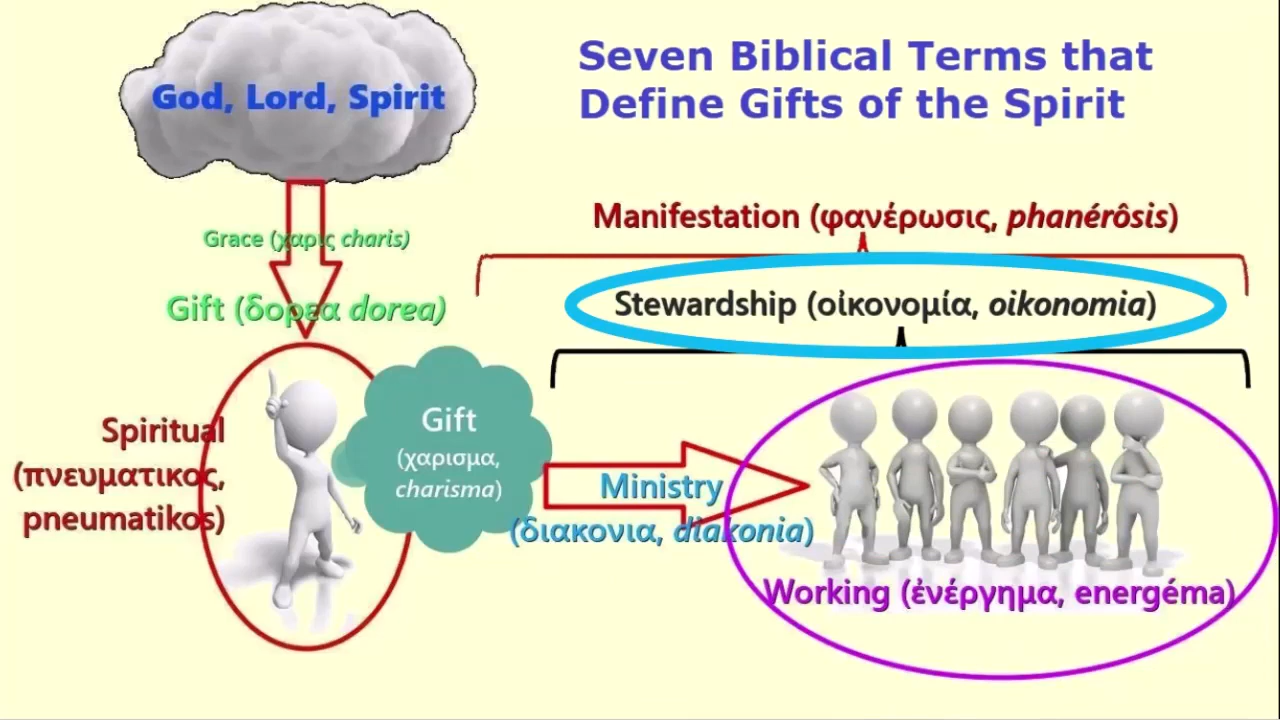 Seven Biblical Terms that
Define Gifts of the Spirit
God, Lord, Spirit
Manifestation (φανέρωσις, phanérôsis)
Grace (χαρις charis)
Stewardship (οἰκονομία, oikonomia)
Gift (δορεα dorea)
Gift
(χαρισμα,
charisma)
Spiritual
(πνευματικος,
pneumatikos)
Ministry
(διακονια, diakonia)
Working (ἐνέργημα, energéma)